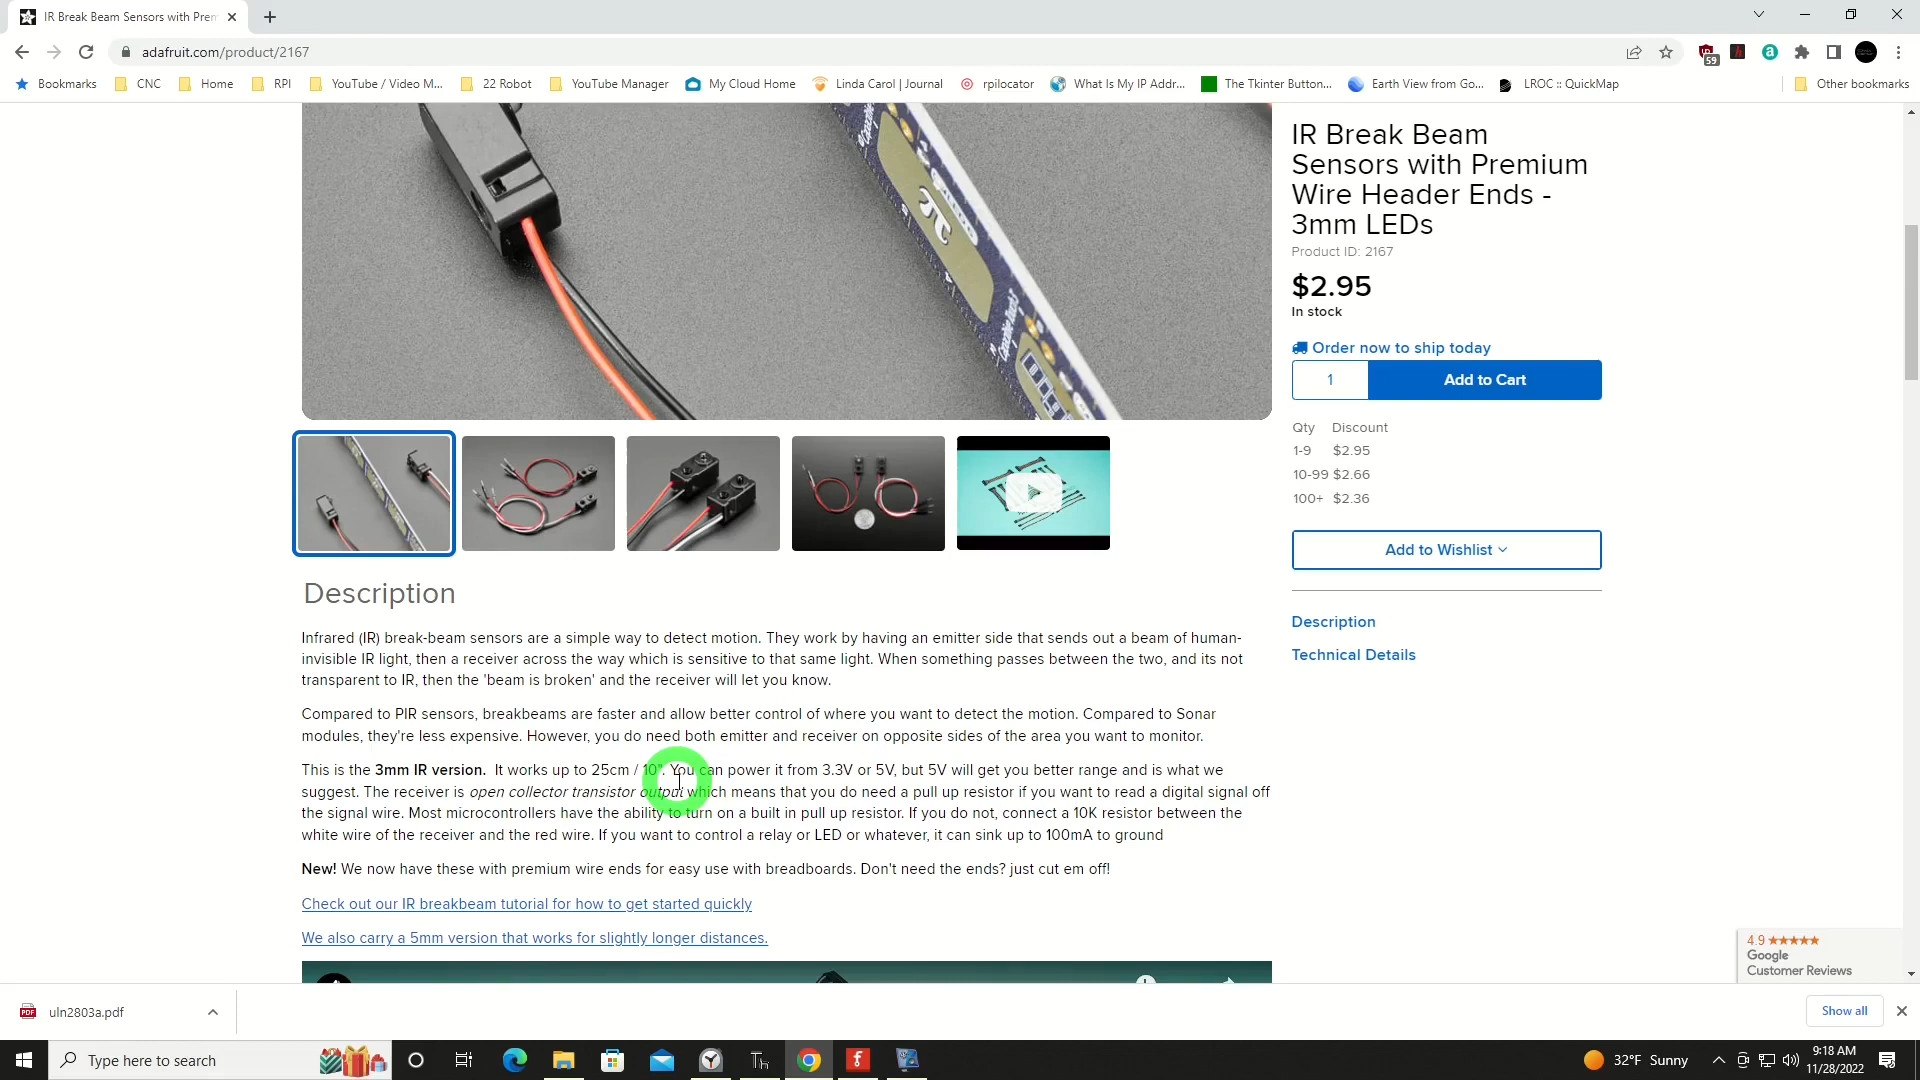 IR Break Beam Sensors with Prem
adafruit.com/product/2167
59
Bookmarks
CNC
Home
RPI
YouTube / Video M...
22 Robot
YouTube Manager
My Cloud Home
Linda Carol | Journal
rpilocator
What Is My IP Addr...
The Tkinter Button...
Earth View from Go...
LROC :: QuickMap
Other bookmarks
IR Break Beam
Sensors with Premium
Wire Header Ends -
3mm LEDs
Product ID: 2167
$2.95
In stock
Order now to ship today
1
Add to Cart
Qty Discount
1-9 $2.95
10-99 $2.66
100+ $2.36
Add to Wishlist
Description
Technical Details
Description
Infrared (IR) break-beam sensors are a simple way to detect motion. They work by having an emitter side that sends out a beam of human-
invisible IR light, then a receiver across the way which is sensitive to that same light. When something passes between the two, and its not
transparent to IR, then the 'beam is broken' and the receiver will let you know.
Compared to PIR sensors, breakbeams are faster and allow better control of where you want to detect the motion. Compared to Sonar
modules, they're less expensive. However, you do need both emitter and receiver on opposite sides of the area you want to monitor.
This is the 3mm IR version. It works up to 25cm / 10". You can power it from 3.3V or 5V, but 5V will get you better range and is what we
suggest. The receiver is open collector transistor output which means that you do need a pull up resistor if you want to read a digital signal off
the signal wire. Most microcontrollers have the ability to turn on a built in pull up resistor. If you do not, connect a 10K resistor between the
white wire of the receiver and the red wire. If you want to control a relay or LED or whatever, it can sink up to 100mA to ground
New! We now have these with premium wire ends for easy use with breadboards. Don't need the ends? just cut em off!
Check out our IR breakbeam tutorial for how to get started quickly
We also carry a 5mm version that works for slightly longer distances.
4.9 ★★★★★
Google
Customer Reviews
PDF
uln2803a.pdf
Show all
Type here to search
32°F Sunny
9:18 AM
11/28/2022